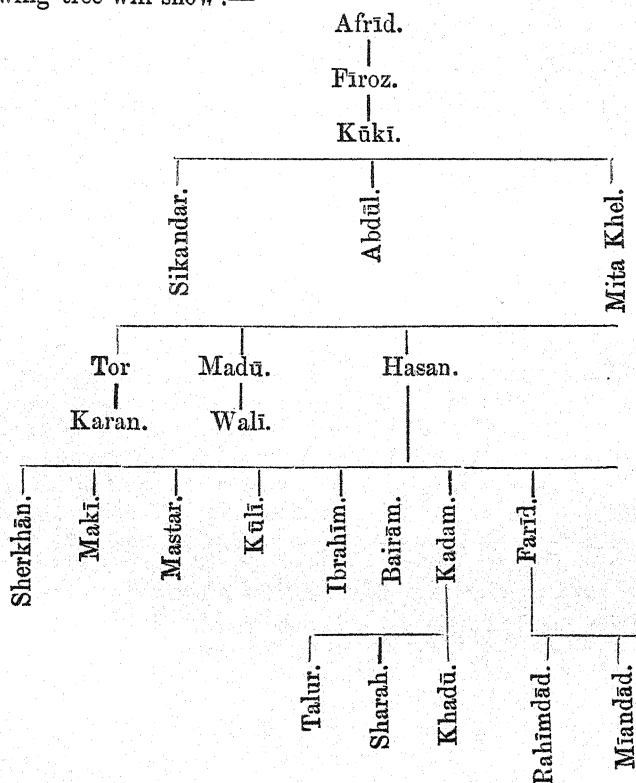 wing tree will show:—
Afrīd.
Fīroz.
Kūkī.
Sikandar.
Abdūl.
Mita Khel.
Tor
Madū.
Hasan.
Karan.
Walī.
Sherkhān.
Makī.
Mastar.
Kūlī.
Ibrahīm.
Bairām.
Kadam.
Farīd.
Talur.
Sharah.
Khadū.
Rahīmdād.
Mīandād.